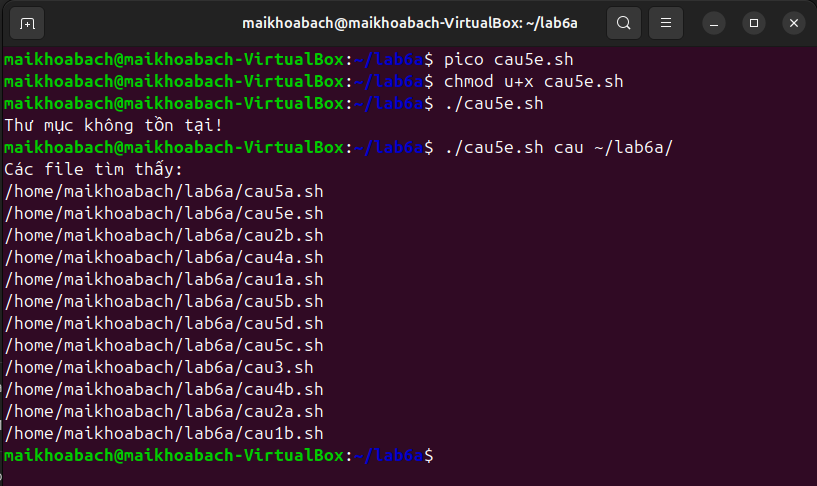 maikhoabach@maikhoabach-VirtualBox: ~/lab6a
maikhoabach@maikhoabach-VirtualBox:~/lab6a$ pico cau5e.sh
maikhoabach@maikhoabach-VirtualBox:~/lab6a$ chmod u+x cau5e.sh
maikhoabach@maikhoabach-VirtualBox:~/lab6a$ ./cau5e.sh
Thư mục không tồn tại!
maikhoabach@maikhoabach-VirtualBox:~/lab6a$ ./cau5e.sh cau ~/lab6a/
Các file tìm thấy:
/home/maikhoabach/lab6a/cau5a.sh
/home/maikhoabach/lab6a/cau5e.sh
/home/maikhoabach/lab6a/cau2b.sh
/home/maikhoabach/lab6a/cau4a.sh
/home/maikhoabach/lab6a/cau1a.sh
/home/maikhoabach/lab6a/cau5b.sh
/home/maikhoabach/lab6a/cau5d.sh
/home/maikhoabach/lab6a/cau5c.sh
/home/maikhoabach/lab6a/cau3.sh
/home/maikhoabach/lab6a/cau4b.sh
/home/maikhoabach/lab6a/cau2a.sh
/home/maikhoabach/lab6a/cau1b.sh
maikhoabach@maikhoabach-VirtualBox:~/lab6a$